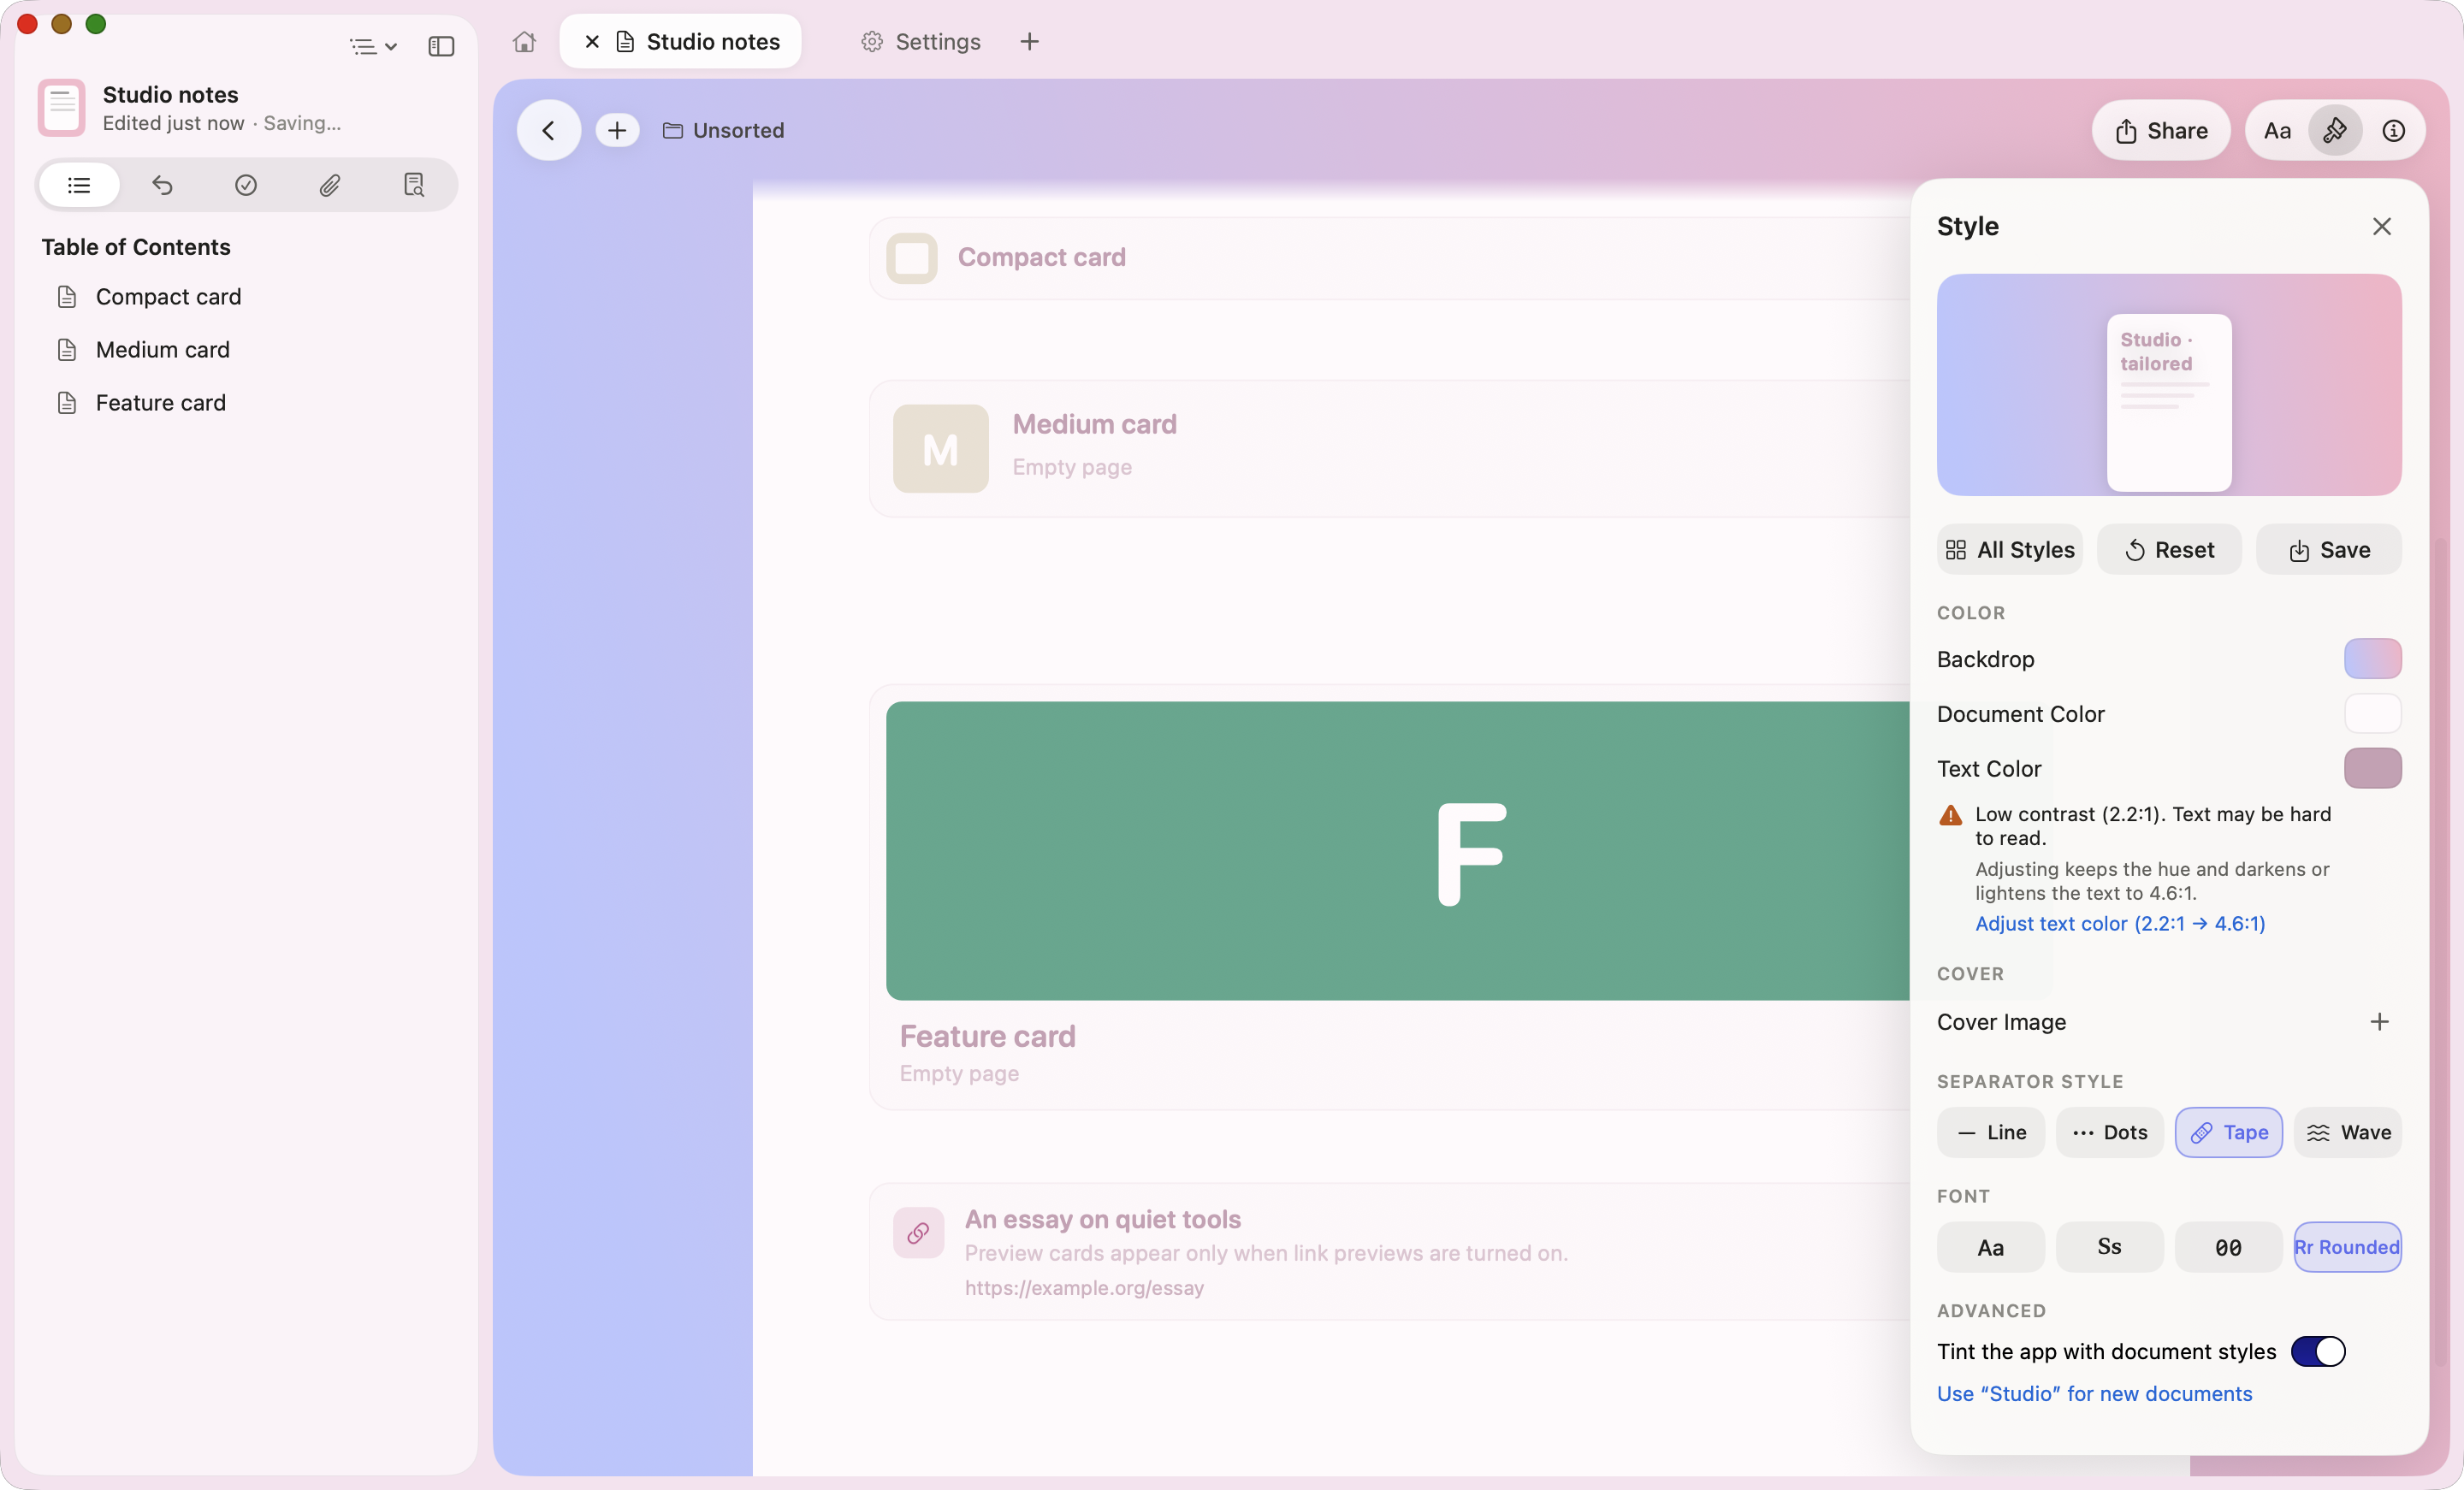 Studio notes
Settings
Studio notes
Edited just now · Saving...
Table of Contents
Compact card
Medium card
Feature card
Unsorted
Share
Aa
Compact card
M
Medium card
Empty page
F
Feature card
Empty page
An essay on quiet tools
Preview cards appear only when link previews are turned on.
https://example.org/essay
Style
Studio ·
tailored
All Styles
Reset
Save
COLOR
Backdrop
Document Color
Text Color
Low contrast (2.2:1). Text may be hard
to read.
Adjusting keeps the hue and darkens or
lightens the text to 4.6:1.
Adjust text color (2.2:1 → 4.6:1)
COVER
Cover Image
SEPARATOR STYLE
Line
Dots
Tape
Wave
FONT
Aa
Ss
00
Rr Rounded
ADVANCED
Tint the app with document styles
Use “Studio” for new documents